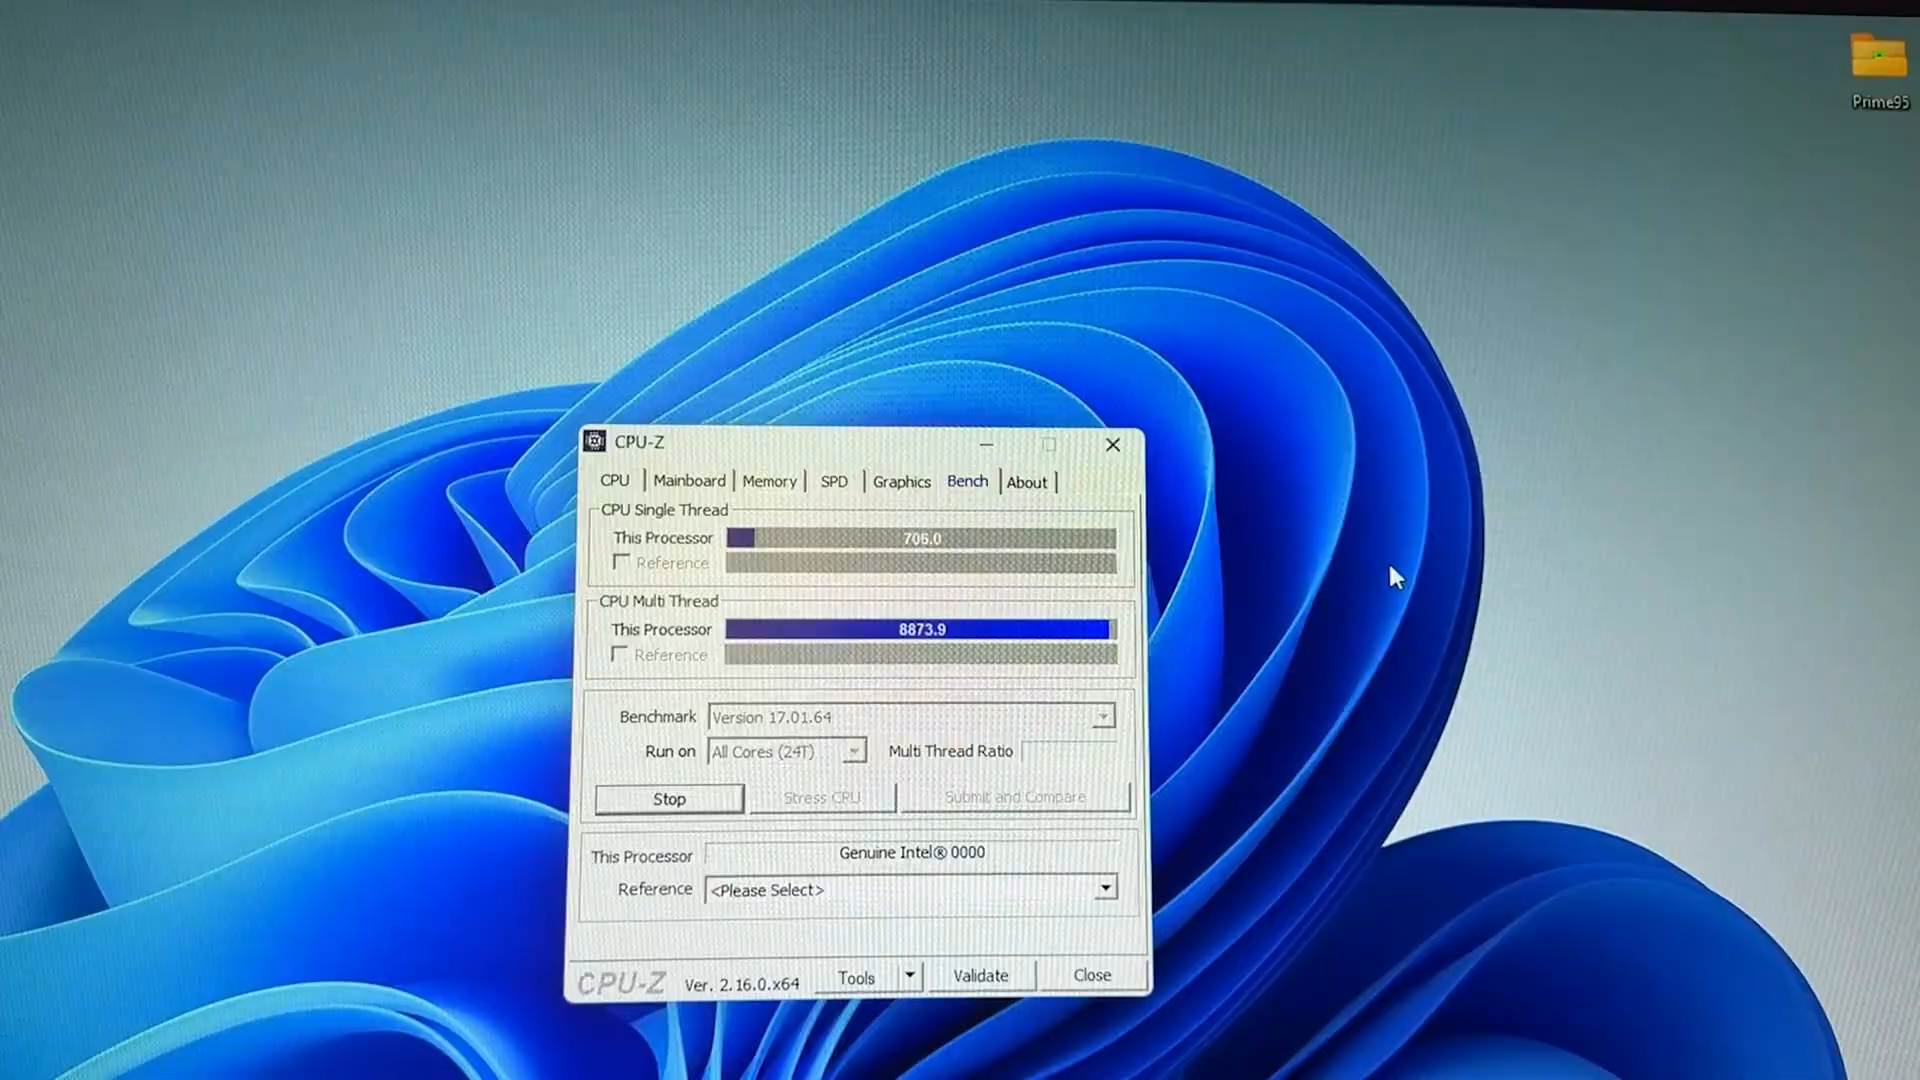 Prime95
CPU-Z
CPU Mainboard Memory SPD Graphics Bench About
CPU Single Thread
This Processor 706.0
Reference
CPU Multi Thread
This Processor 8873.9
Reference
Benchmark Version 17.01.64
Run on All Cores (24T) Multi Thread Ratio
Stop Stress CPU Submit and Compare
This Processor Genuine Intel® 0000
Reference <Please Select>
CPU-Z Ver. 2.16.0.x64 Tools Validate Close